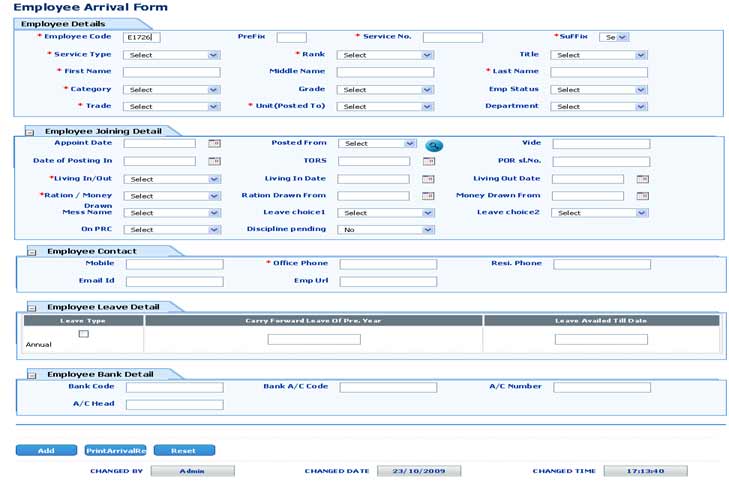 Employee Arrival Form
Employee Details
* Employee Code E1726 PreFix * Service No. * SufFix Se
* Service Type Select * Rank Select Title Select
* First Name Middle Name * Last Name
* Category Select Grade Select Emp Status Select
* Trade Select * Unit(Posted To) Select Department Select
Employee Joining Detail
Appoint Date Posted From Select Vide
Date of Posting In TORS POR sl.No.
*Living In/Out Select Living In Date Living Out Date
*Ration / Money Drawn Select Ration Drawn From Money Drawn From
Mess Name Select Leave choice1 Select Leave choice2 Select
On PRC Select Discipline pending No
Employee Contact
Mobile * Office Phone Resi. Phone
Email Id Emp Url
Employee Leave Detail
Leave Type Carry Forward Leave Of Pre. Year Leave Availed Till Date
Annual
Employee Bank Detail
Bank Code Bank A/C Code A/C Number
A/C Head
Add PrintArrivalRe Reset
CHANGED BY Admin CHANGED DATE 23/10/2009 CHANGED TIME 17:13:40